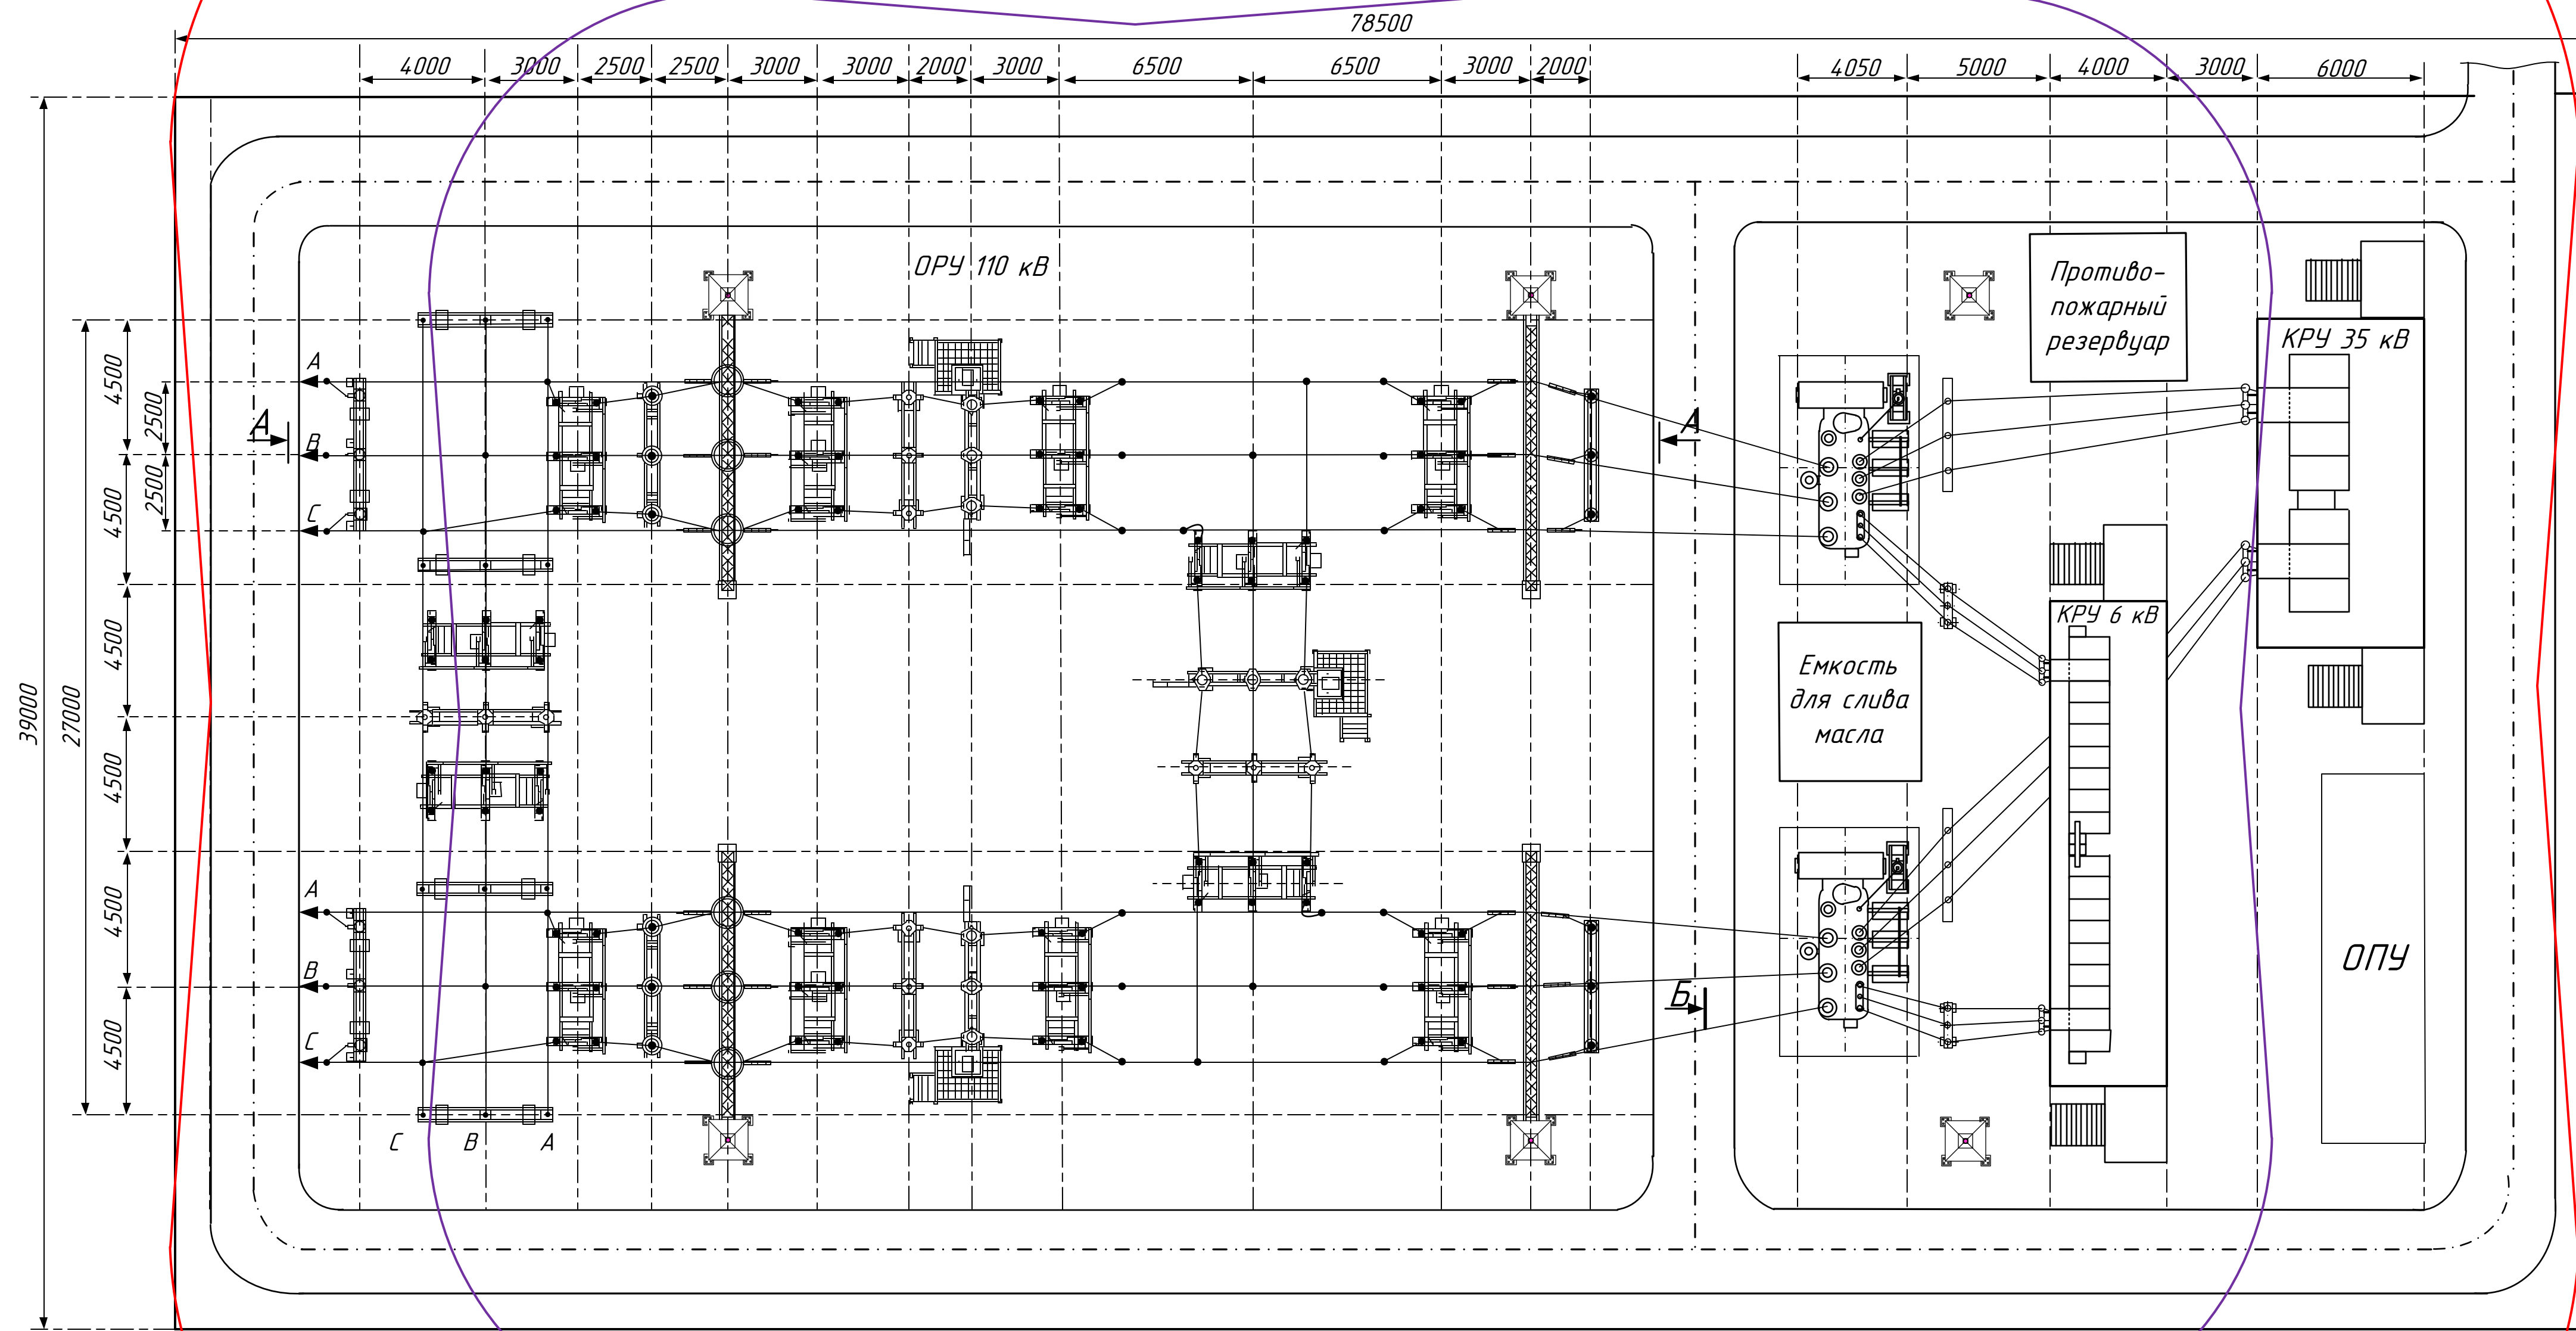 78500
4000 3000 2500 2500 3000 3000 2000 3000 6500 6500 3000 2000 4050 5000 4000 3000 6000
ОРУ 110 кВ
Противо-
пожарный
резервуар
КРУ 35 кВ
А
В
С
А
А
4500
2500
4500
2500
КРУ 6 кВ
4500
Емкость
для слива
масла
39000
27000
4500
А
В
С
4500
4500
Б
ОПУ
С В А